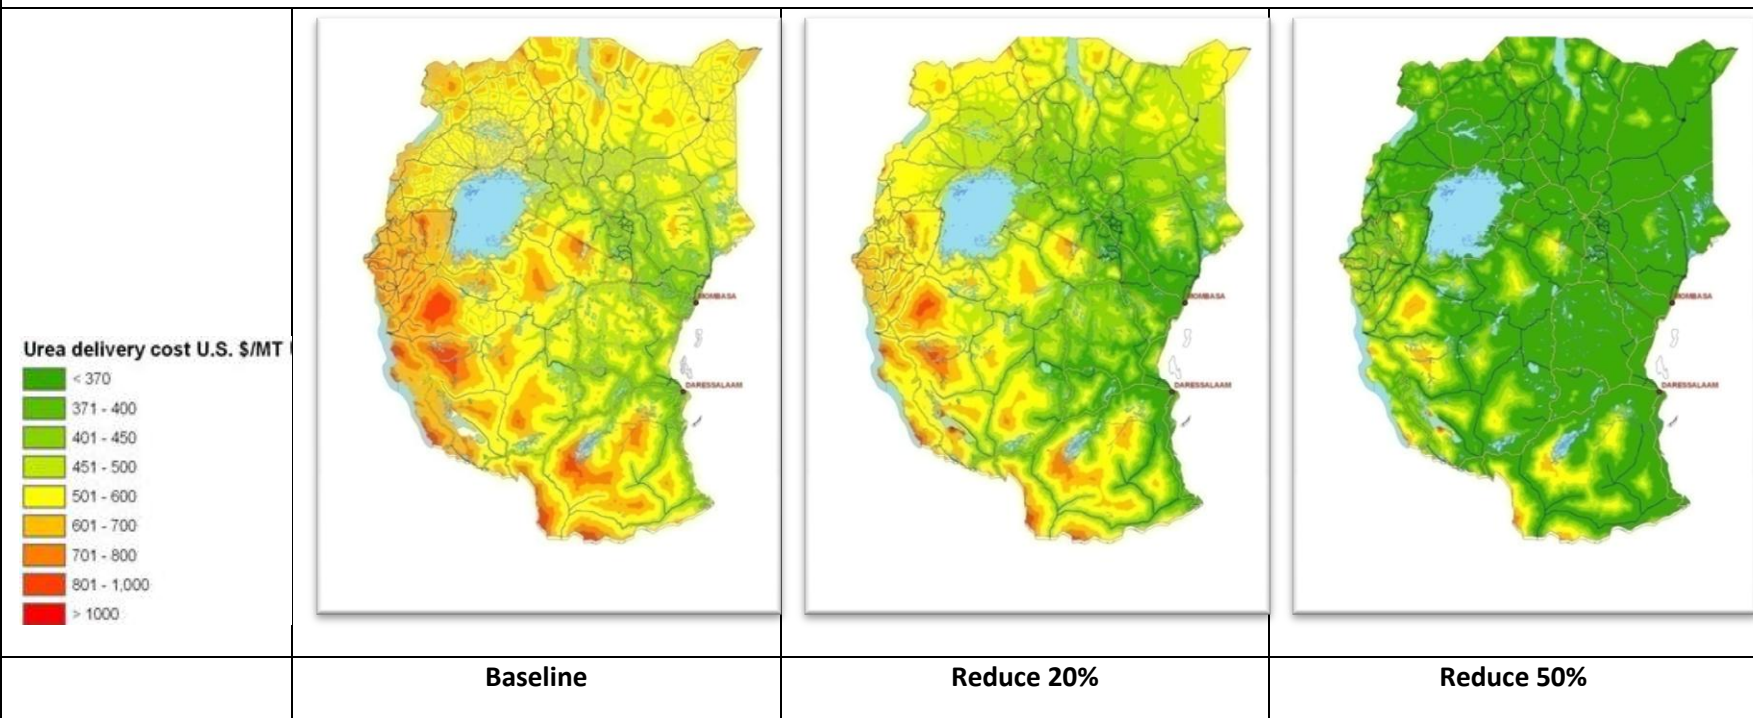 Urea delivery cost U.S. $/MT
< 370
371 - 400
401 - 450
451 - 500
501 - 600
601 - 700
701 - 800
801 - 1,000
> 1000
MOMBASA
DARESSALAAM
MOMBASA
DARESSALAAM
MOMBASA
DARESSALAAM
Baseline
Reduce 20%
Reduce 50%